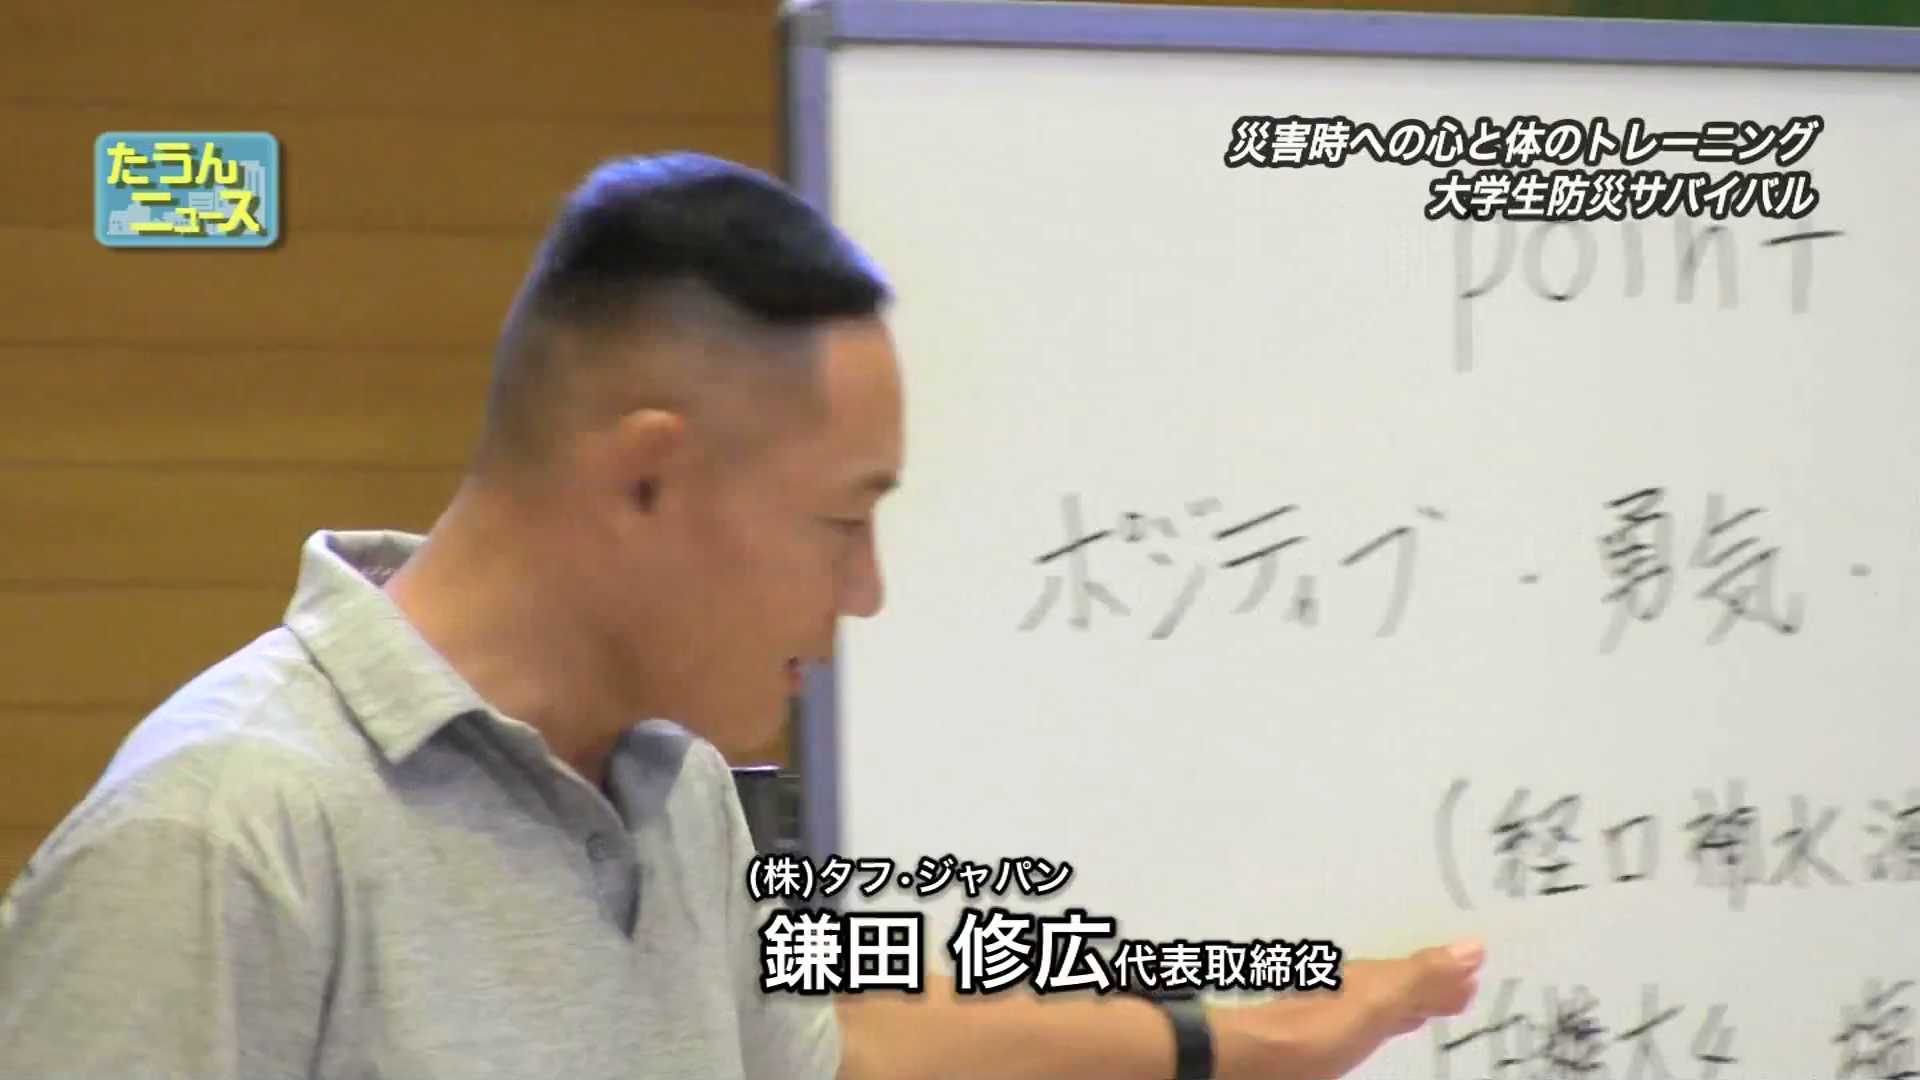 たうん
ニュース
災害時への心と体のトレーニング
大学生防災サバイバル
point
ポジティブ・勇気・
(経口補水液
(株)タフ・ジャパン
鎌田 修広代表取締役